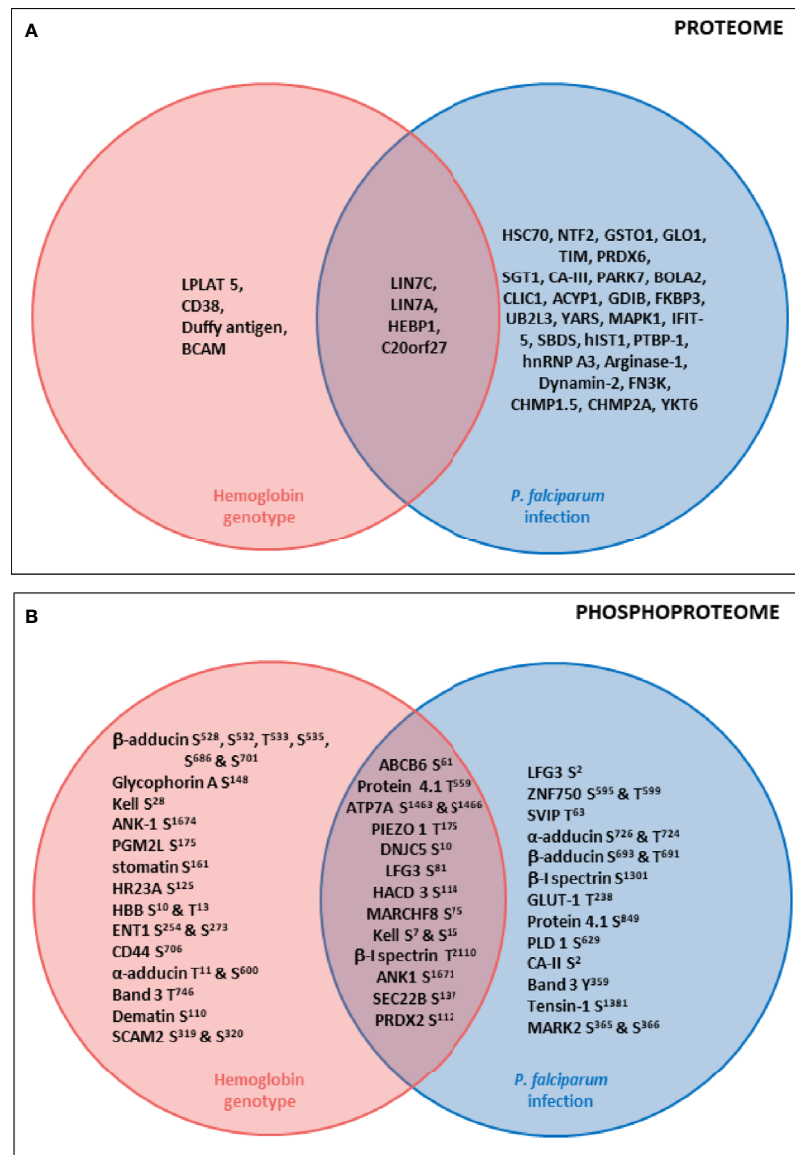 A
PROTEOME
LPLAT 5,
CD38,
Duffy antigen,
BCAM
LIN7C,
LIN7A,
HEBP1,
C20orf27
HSC70, NTF2, GSTO1, GLO1,
TIM, PRDX6,
SGT1, CA-III, PARK7, BOLA2,
CLIC1, ACYP1, GDIB, FKBP3,
UB2L3, YARS, MAPK1, IFIT-
5, SBDS, hIST1, PTBP-1,
hnRNP A3, Arginase-1,
Dynamin-2, FN3K,
CHMP1.5, CHMP2A, YKT6
Hemoglobin
genotype
P. falciparum
infection
B
PHOSPHOPROTEOME
β-adducin S⁵²⁸, S⁵³², T⁵³³, S⁵³⁵,
S⁶⁸⁶ & S⁷⁰¹
Glycophorin A S¹⁴⁸
Kell S²⁸
ANK-1 S¹⁶⁷⁴
PGM2L S¹⁷⁵
stomatin S¹⁶¹
HR23A S¹²⁵
HBB S¹⁰ & T¹³
ENT1 S²⁵⁴ & S²⁷³
CD44 S⁷⁰⁶
α-adducin T¹¹ & S⁶⁰⁰
Band 3 T⁷⁴⁶
Dematin S¹¹⁰
SCAM2 S³¹⁹ & S³²⁰
ABCB6 S⁶¹
Protein 4.1 T⁵⁵⁹
ATP7A S¹⁴⁶³ & S¹⁴⁶⁶
PIEZO 1 T¹⁷⁵
DNJC5 S¹⁰
LFG3 S⁸¹
HACD 3 S¹¹⁴
MARCHF8 S⁷⁵
Kell S⁷ & S¹⁵
β-I spectrin T²¹¹⁰
ANK1 S¹⁶⁷¹
SEC22B S¹³⁷
PRDX2 S¹¹²
LFG3 S²
ZNF750 S⁵⁹⁵ & T⁵⁹⁹
SVIP T⁶³
α-adducin S⁷²⁶ & T⁷²⁴
β-adducin S⁶⁹³ & T⁶⁹¹
β-I spectrin S¹³⁰¹
GLUT-1 T²³⁸
Protein 4.1 S⁸⁴⁹
PLD 1 S⁶²⁹
CA-II S²
Band 3 Y³⁵⁹
Tensin-1 S¹³⁸¹
MARK2 S³⁶⁵ & S³⁶⁶
Hemoglobin
genotype
P. falciparum
infection